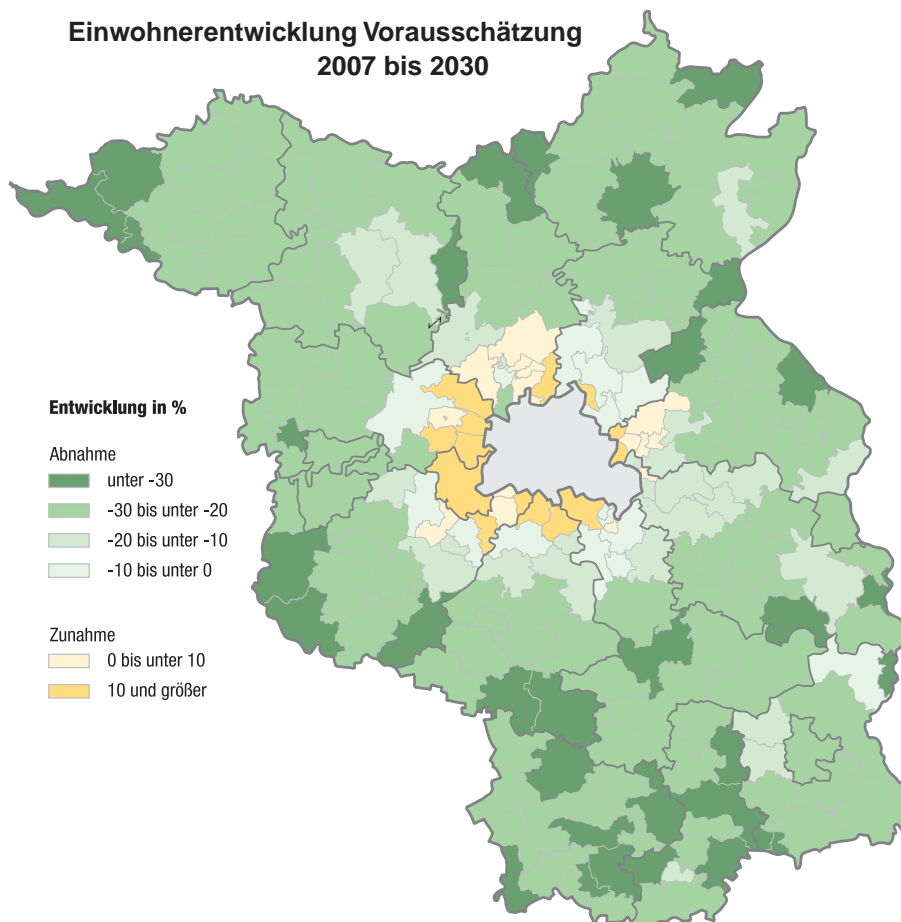 Einwohnerentwicklung Vorausschätzung
2007 bis 2030
Entwicklung in %
Abnahme
unter -30
-30 bis unter -20
-20 bis unter -10
-10 bis unter 0
Zunahme
0 bis unter 10
10 und größer